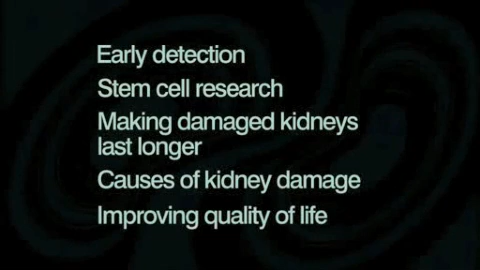 Early detection
Stem cell research
Making damaged kidneys
last longer
Causes of kidney damage
Improving quality of life